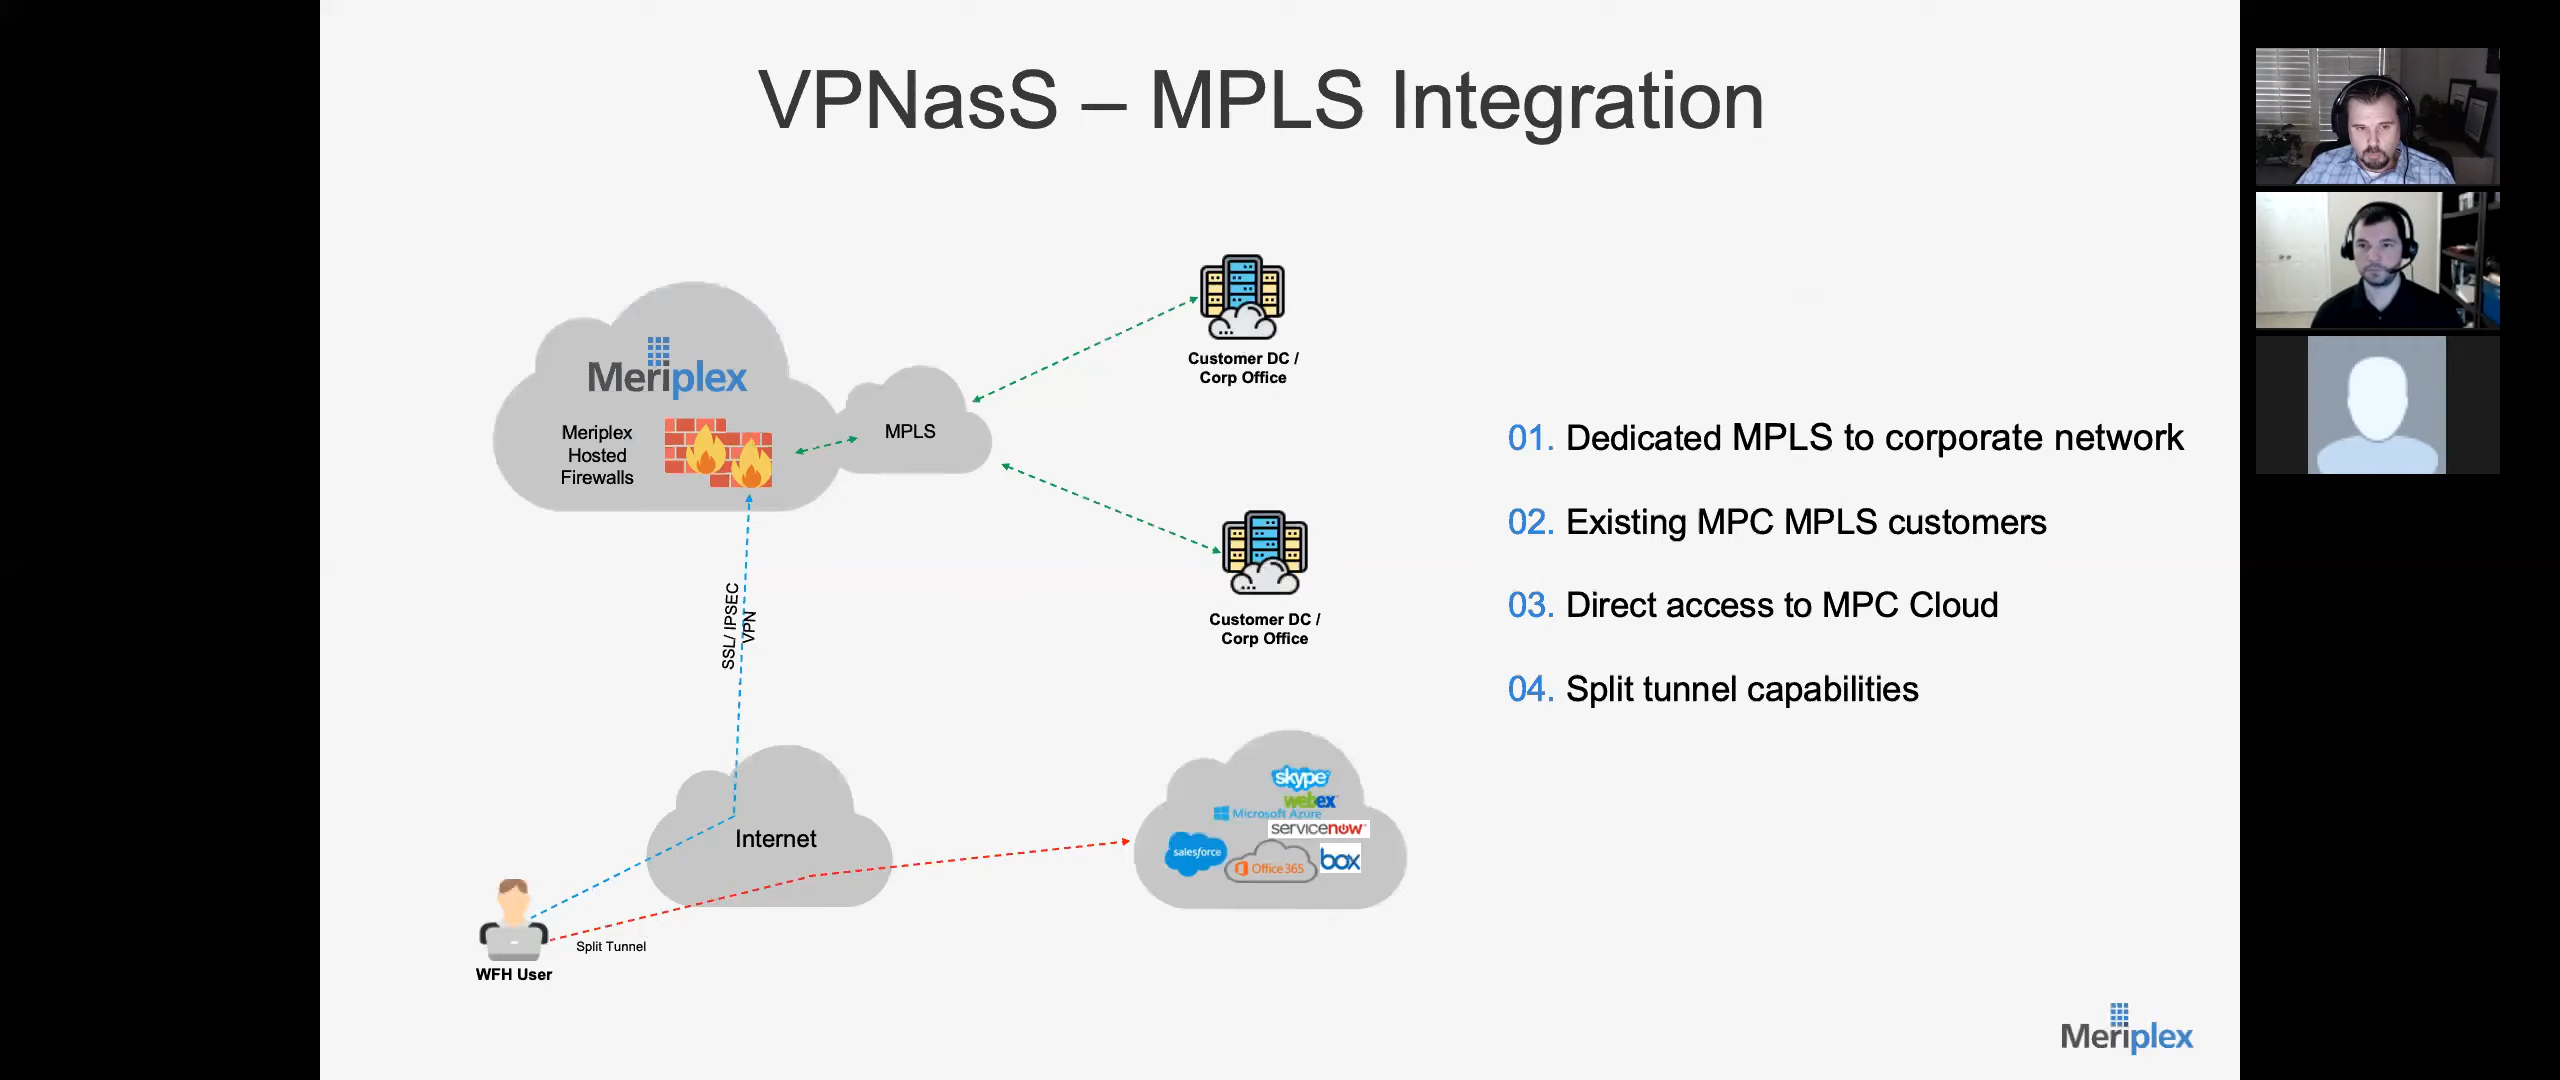 VPNasS – MPLS Integration
Meriplex
Meriplex
Hosted
Firewalls
MPLS
Customer DC /
Corp Office
Customer DC /
Corp Office
SSL/ IPSEC
VPN
Internet
skype
webex
Microsoft Azure
servicenow
salesforce
Office 365
box
Split Tunnel
WFH User
01. Dedicated MPLS to corporate network
02. Existing MPC MPLS customers
03. Direct access to MPC Cloud
04. Split tunnel capabilities
Meriplex